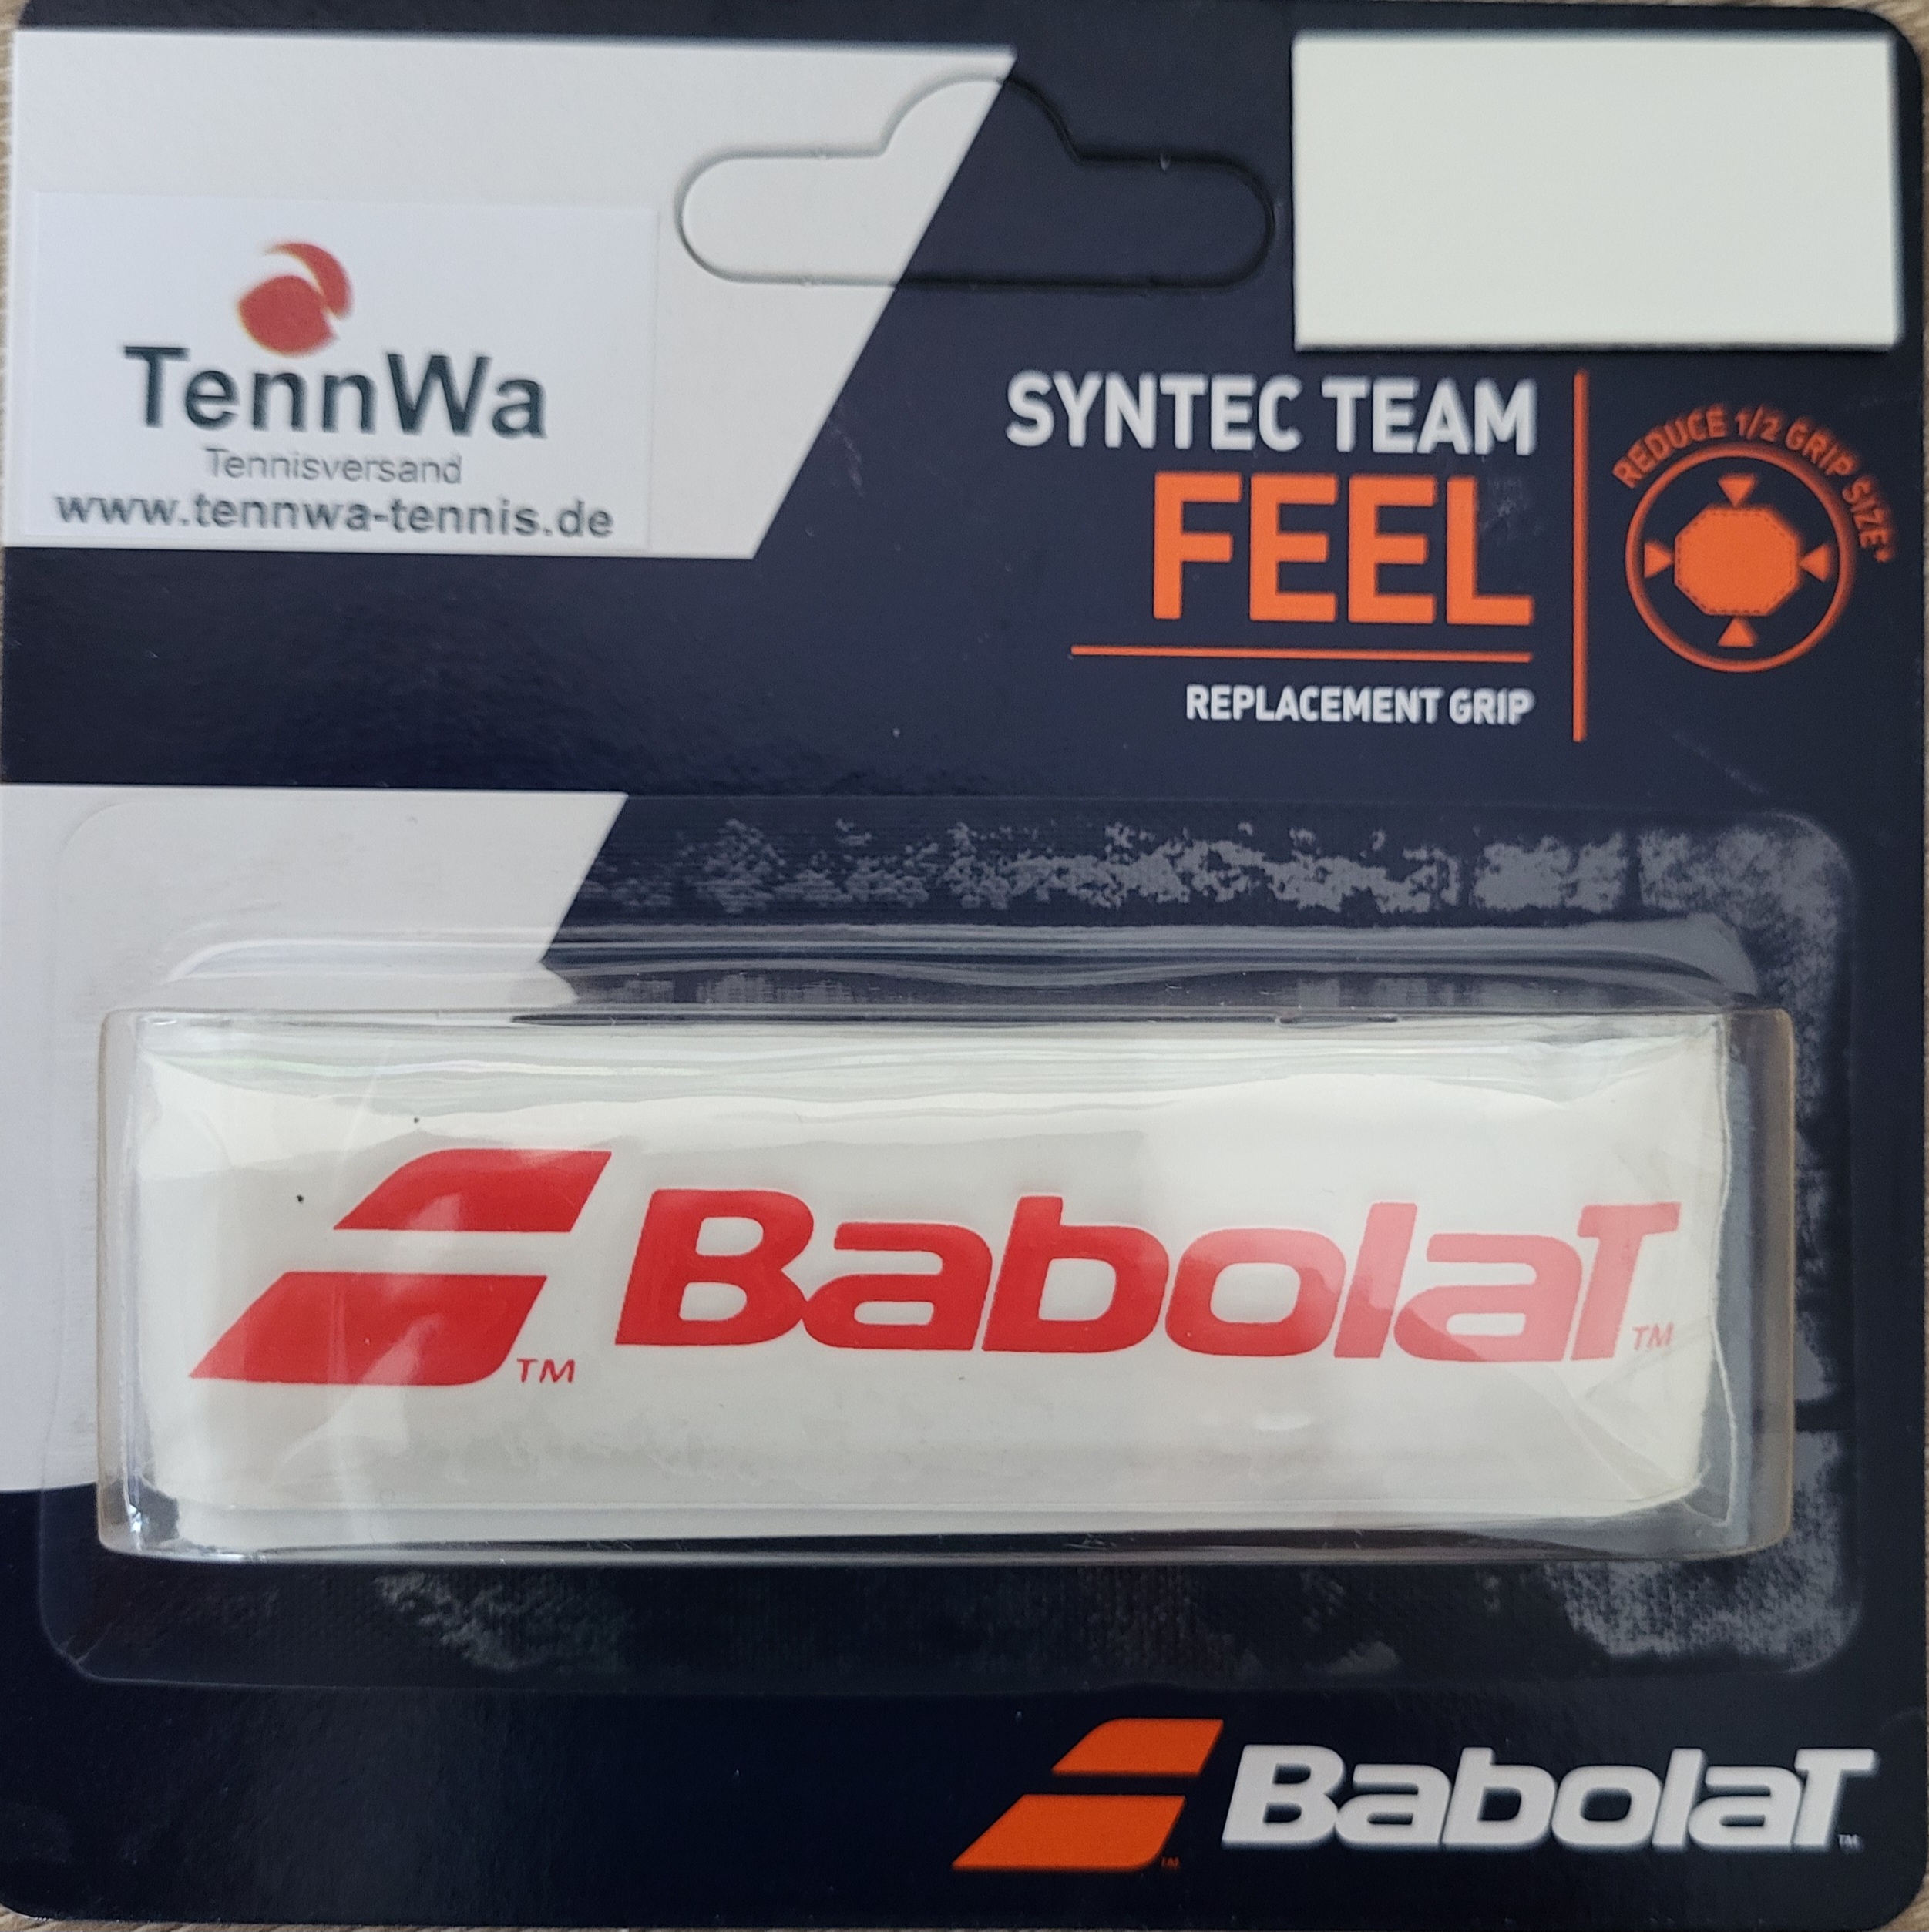 TennWa
Tennisversand
www.tennwa-tennis.de
SYNTEC TEAM
FEEL
REPLACEMENT GRIP
REDUCE 1/2 GRIP SIZE*
TM
BabolaT
TM
BabolaT
TM
TM